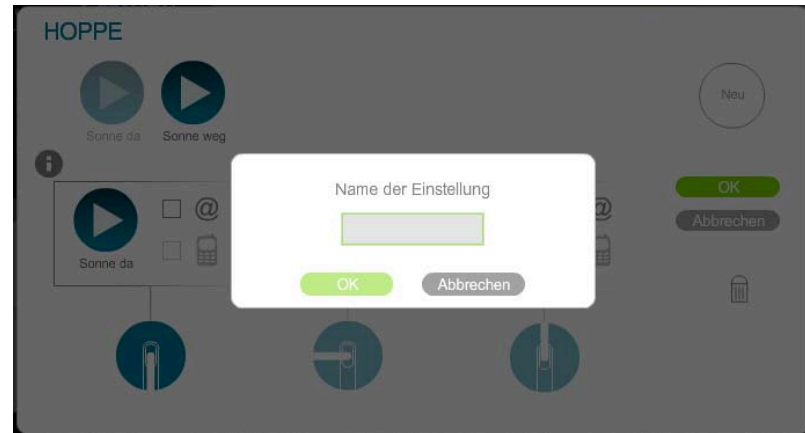 HOPPE
Neu
Sonne da
Sonne weg
i
Name der Einstellung
OK
@
@
Abbrechen
Sonne da
OK
Abbrechen